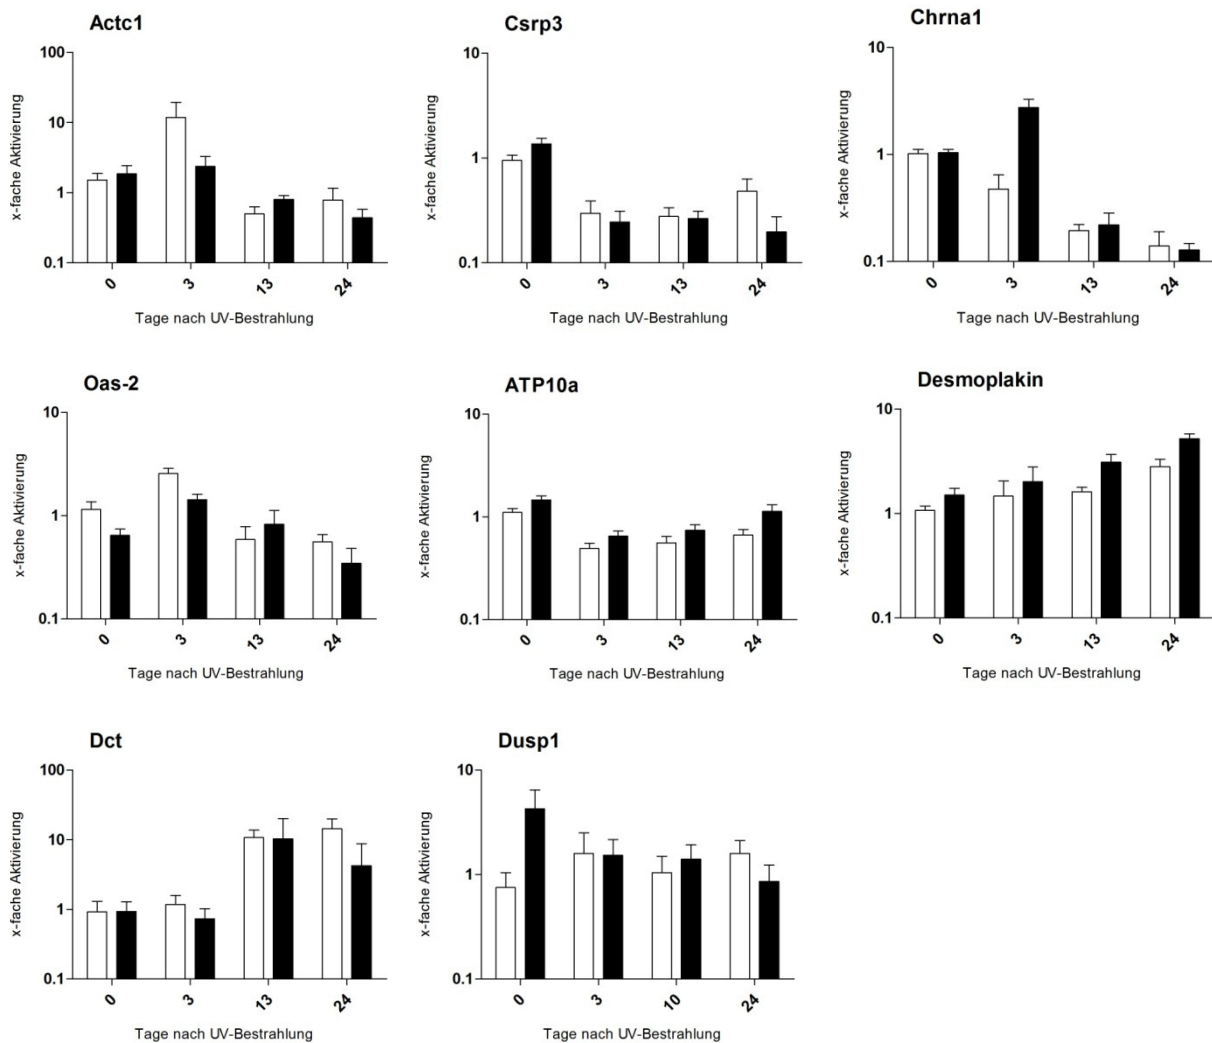 Actc1
x-fache Aktivierung
100
10
1
0.1
0 3 13 24
Tage nach UV-Bestrahlung
Csrp3
x-fache Aktivierung
10
1
0.1
0 3 13 24
Tage nach UV-Bestrahlung
Chrna1
x-fache Aktivierung
10
1
0.1
0 3 13 24
Tage nach UV-Bestrahlung
Oas-2
x-fache Aktivierung
10
1
0.1
0 3 13 24
Tage nach UV-Bestrahlung
ATP10a
x-fache Aktivierung
10
1
0.1
0 3 13 24
Tage nach UV-Bestrahlung
Desmoplakin
x-fache Aktivierung
10
1
0.1
0 3 13 24
Tage nach UV-Bestrahlung
Dct
x-fache Aktivierung
100
10
1
0.1
0 3 13 24
Tage nach UV-Bestrahlung
Dusp1
x-fache Aktivierung
10
1
0.1
0 3 10 24
Tage nach UV-Bestrahlung